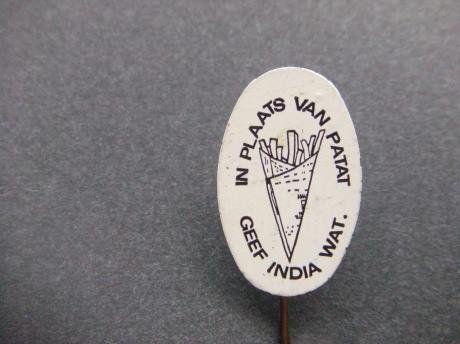 IN PLAATS VAN PATAT
GEEF INDIA WAT.